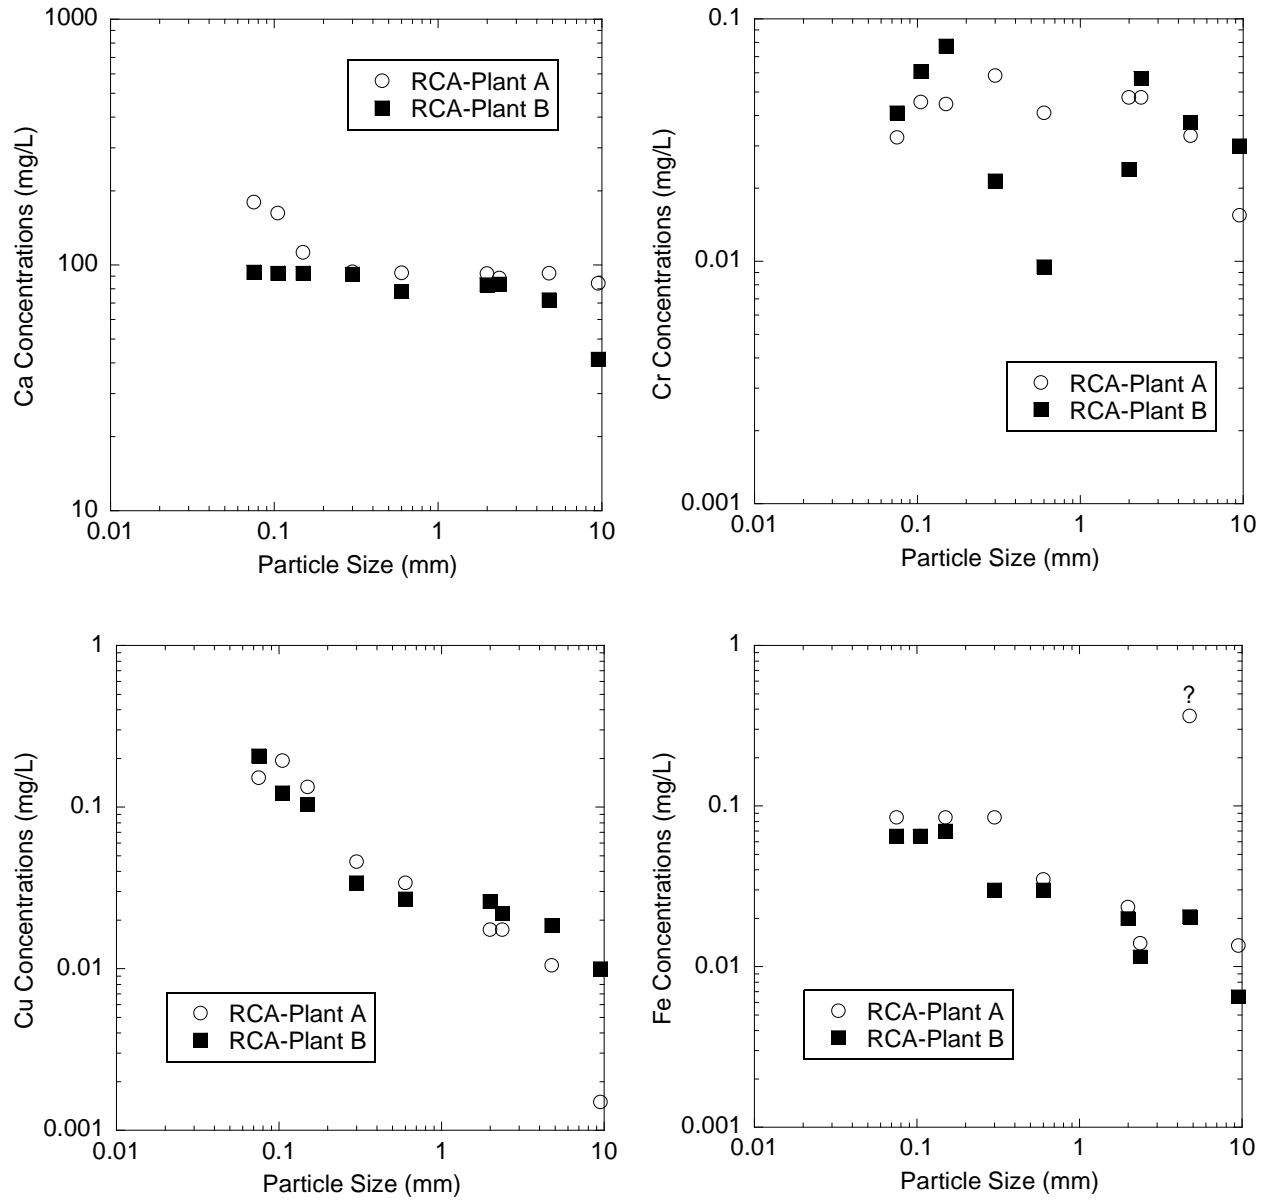 1000
100
10
Ca Concentrations (mg/L)
RCA-Plant A
RCA-Plant B
0.01
0.1
1
10
Particle Size (mm)
0.1
0.01
0.001
Cr Concentrations (mg/L)
RCA-Plant A
RCA-Plant B
0.01
0.1
1
10
Particle Size (mm)
1
0.1
0.01
0.001
Cu Concentrations (mg/L)
RCA-Plant A
RCA-Plant B
0.01
0.1
1
10
Particle Size (mm)
1
0.1
0.01
0.001
Fe Concentrations (mg/L)
?
RCA-Plant A
RCA-Plant B
0.01
0.1
1
10
Particle Size (mm)